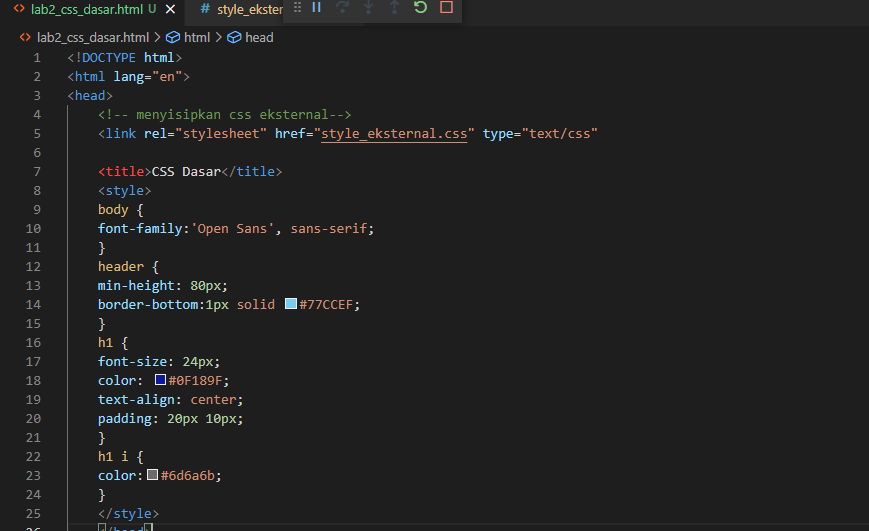 <> lab2_css_dasar.html U × # style_ekster
<> lab2_css_dasar.html > html > head
1 <!DOCTYPE html>
2 <html lang="en">
3 <head>
4 <!-- menyisipkan css eksternal-->
5 <link rel="stylesheet" href="style_eksternal.css" type="text/css"
6
7 <title>CSS Dasar</title>
8 <style>
9 body {
10 font-family:'Open Sans', sans-serif;
11 }
12 header {
13 min-height: 80px;
14 border-bottom:1px solid #77CCEF;
15 }
16 h1 {
17 font-size: 24px;
18 color: #0F189F;
19 text-align: center;
20 padding: 20px 10px;
21 }
22 h1 i {
23 color:#6d6a6b;
24 }
25 </style>
26 </head>